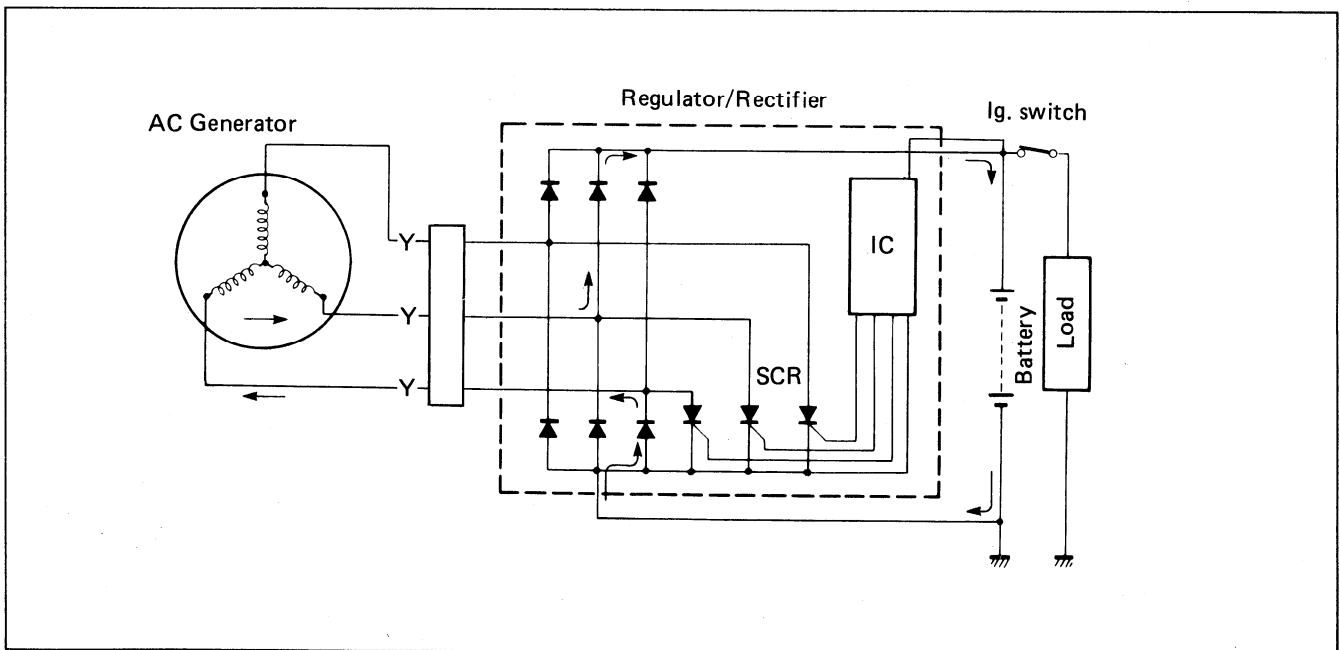 Regulator/Rectifier
Ig. switch
AC Generator
Y
IC
Y
Battery
Load
SCR
Y